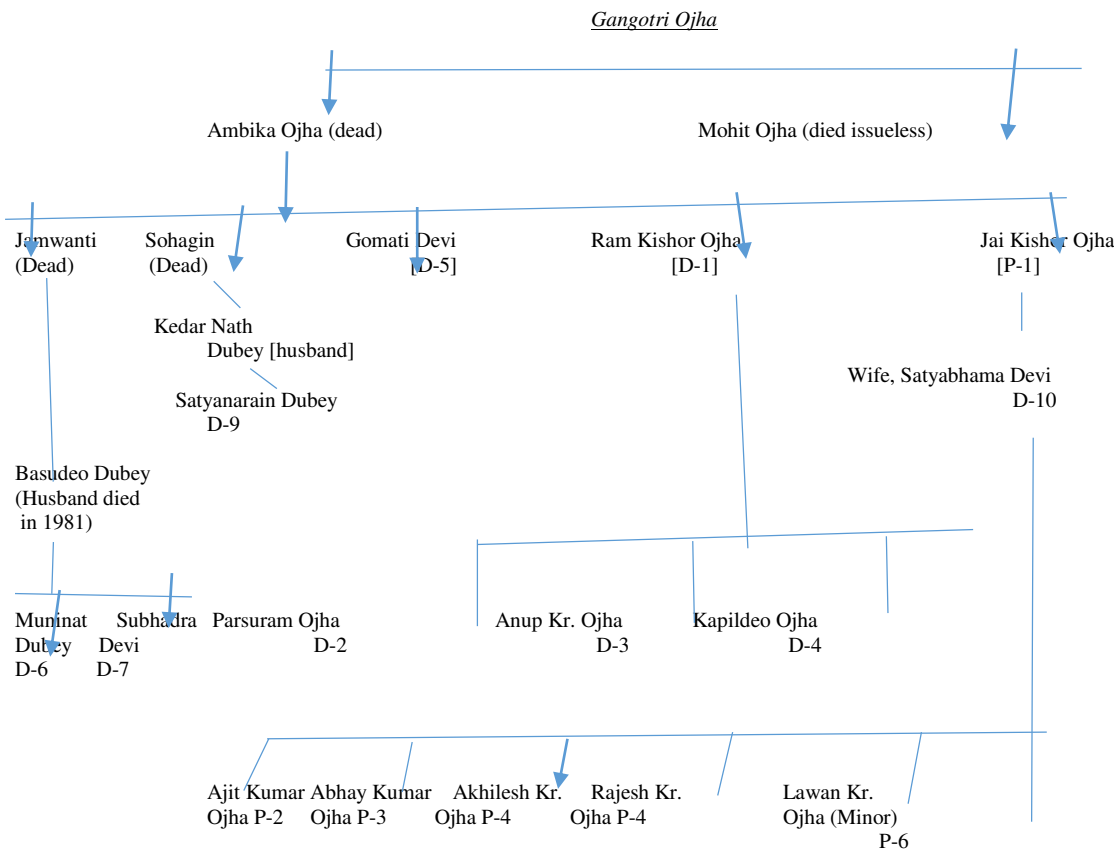 Gangotri Ojha
Ambika Ojha (dead) Mohit Ojha (died issueless)
Jamwanti Sohagin Gomati Devi Ram Kishor Ojha Jai Kishor Ojha
(Dead) (Dead) [D-5] [D-1] [P-1]
Kedar Nath
Dubey [husband]
Wife, Satyabhama Devi
Satyanarain Dubey D-10
D-9
Basudeo Dubey
(Husband died
in 1981)
Muninat Subhadra Parsuram Ojha Anup Kr. Ojha Kapildeo Ojha
Dubey Devi D-2 D-3 D-4
D-6 D-7
Ajit Kumar Abhay Kumar Akhilesh Kr. Rajesh Kr. Lawan Kr.
Ojha P-2 Ojha P-3 Ojha P-4 Ojha P-4 Ojha (Minor)
P-6